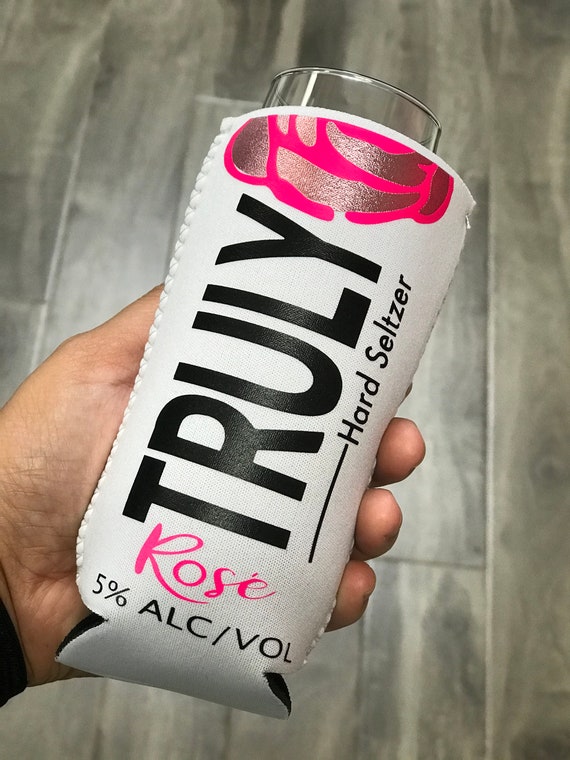 TRULY
Hard Seltzer
Rosé
5% ALC/VOL